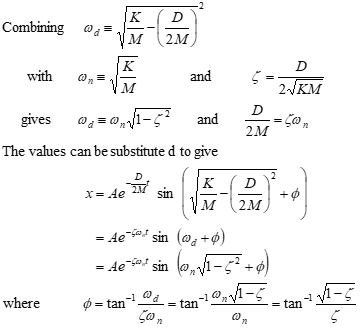 Combining ω_d ≡ √(K/M − (D/2M))²
with ω_n ≡ √(K/M) and ζ = D/(2√(KM))
gives ω_d ≡ ω_n√(1−ζ²) and D/2M = ζω_n
The values can be substitute d to give
x = Ae^(−(D/2M)t) sin (√(K/M − (D/2M)²) + ϕ)
= Ae^(−ζω_n t) sin (ω_d + ϕ)
= Ae^(−ζω_n t) sin (ω_n√(1−ζ²) + ϕ)
where ϕ = tan⁻¹ ω_d/(ζω_n) = tan⁻¹ (ω_n√(1−ζ))/(ζω_n) = tan⁻¹ √(1−ζ)/ζ